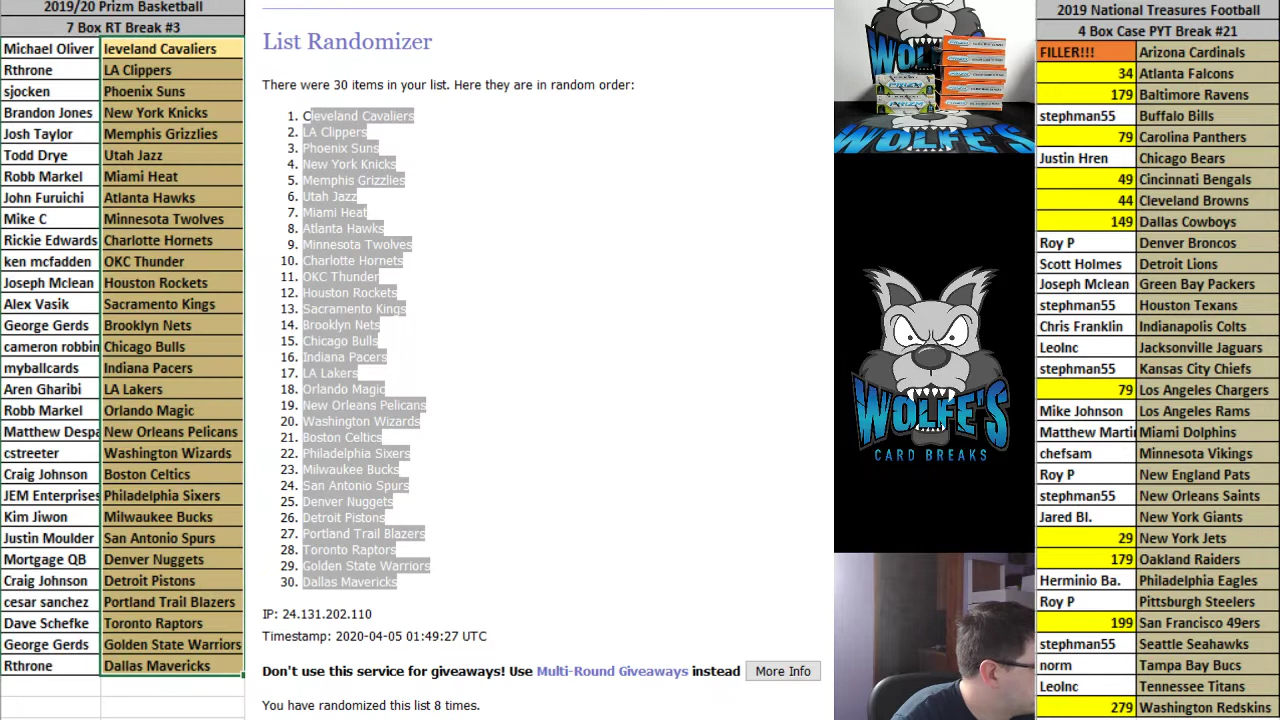 2019/20 Prizm Basketball
7 Box RT Break #3
Michael Oliver leveland Cavaliers
Rthrone LA Clippers
sjocken Phoenix Suns
Brandon Jones New York Knicks
Josh Taylor Memphis Grizzlies
Todd Drye Utah Jazz
Robb Markel Miami Heat
John Furuichi Atlanta Hawks
Mike C Minnesota Twolves
Rickie Edwards Charlotte Hornets
ken mcfadden OKC Thunder
Joseph Mclean Houston Rockets
Alex Vasik Sacramento Kings
George Gerds Brooklyn Nets
cameron robbin Chicago Bulls
myballcards Indiana Pacers
Aren Gharibi LA Lakers
Robb Markel Orlando Magic
Matthew Despa New Orleans Pelicans
cstreeter Washington Wizards
Craig Johnson Boston Celtics
JEM Enterprises Philadelphia Sixers
Kim Jiwon Milwaukee Bucks
Justin Moulder San Antonio Spurs
Mortgage QB Denver Nuggets
Craig Johnson Detroit Pistons
cesar sanchez Portland Trail Blazers
Dave Schefke Toronto Raptors
George Gerds Golden State Warriors
Rthrone Dallas Mavericks
List Randomizer
There were 30 items in your list. Here they are in random order:
1. Cleveland Cavaliers
2. LA Clippers
3. Phoenix Suns
4. New York Knicks
5. Memphis Grizzlies
6. Utah Jazz
7. Miami Heat
8. Atlanta Hawks
9. Minnesota Twolves
10. Charlotte Hornets
11. OKC Thunder
12. Houston Rockets
13. Sacramento Kings
14. Brooklyn Nets
15. Chicago Bulls
16. Indiana Pacers
17. LA Lakers
18. Orlando Magic
19. New Orleans Pelicans
20. Washington Wizards
21. Boston Celtics
22. Philadelphia Sixers
23. Milwaukee Bucks
24. San Antonio Spurs
25. Denver Nuggets
26. Detroit Pistons
27. Portland Trail Blazers
28. Toronto Raptors
29. Golden State Warriors
30. Dallas Mavericks
IP: 24.131.202.110
Timestamp: 2020-04-05 01:49:27 UTC
Don't use this service for giveaways! Use Multi-Round Giveaways instead More Info
You have randomized this list 8 times.
WOLFE'S
CARD BREAKS
2019 National Treasures Football
4 Box Case PYT Break #21
FILLER!!! Arizona Cardinals
34 Atlanta Falcons
179 Baltimore Ravens
stephman55 Buffalo Bills
79 Carolina Panthers
Justin Hren Chicago Bears
49 Cincinnati Bengals
44 Cleveland Browns
149 Dallas Cowboys
Roy P Denver Broncos
Scott Holmes Detroit Lions
Joseph Mclean Green Bay Packers
stephman55 Houston Texans
Chris Franklin Indianapolis Colts
LeoInc Jacksonville Jaguars
stephman55 Kansas City Chiefs
79 Los Angeles Chargers
Mike Johnson Los Angeles Rams
Matthew Martin Miami Dolphins
chefsam Minnesota Vikings
Roy P New England Pats
stephman55 New Orleans Saints
Jared Bl. New York Giants
29 New York Jets
179 Oakland Raiders
Herminio Ba. Philadelphia Eagles
Roy P Pittsburgh Steelers
199 San Francisco 49ers
stephman55 Seattle Seahawks
norm Tampa Bay Bucs
LeoInc Tennessee Titans
279 Washington Redskins